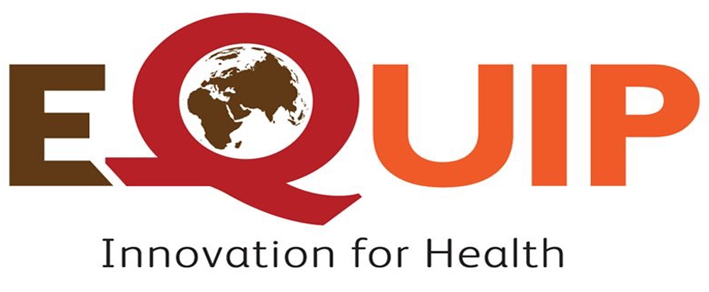 EQUIP
Innovation for Health